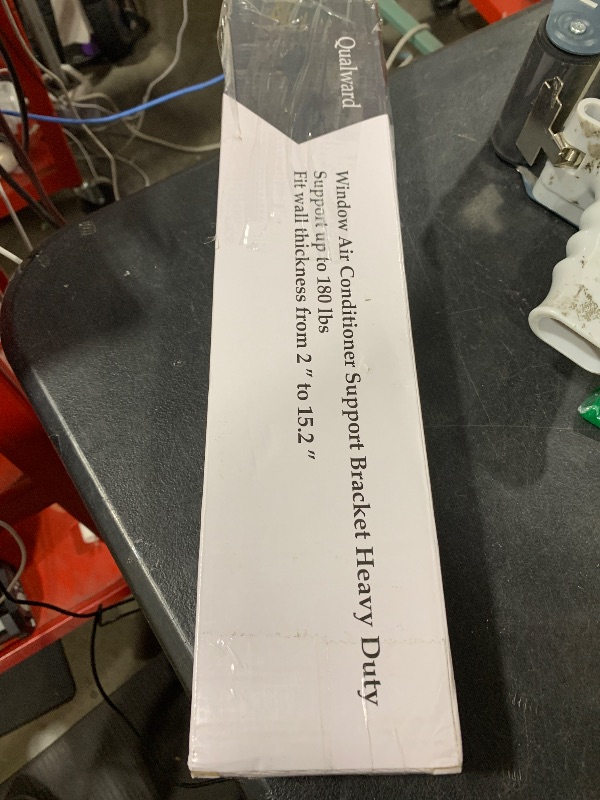 Qualward
Window Air Conditioner Support Bracket Heavy Duty
Support up to 180 lbs
Fit wall thickness from 2 " to 15.2 "